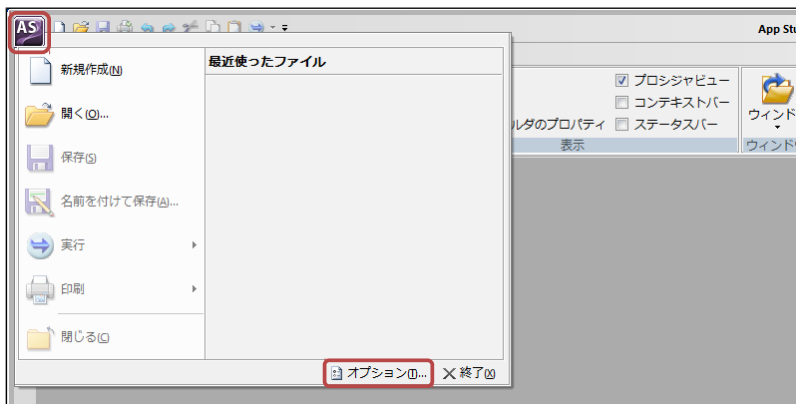 AS
App Stu
新規作成(N)
最近使ったファイル
開く(O)...
保存(S)
名前を付けて保存(A)...
実行
印刷
閉じる(C)
オプション(T)...
終了(X)
プロシジャビュー
コンテキストバー
ルダのプロパティ
ステータスバー
表示
ウィンド
ウィンド